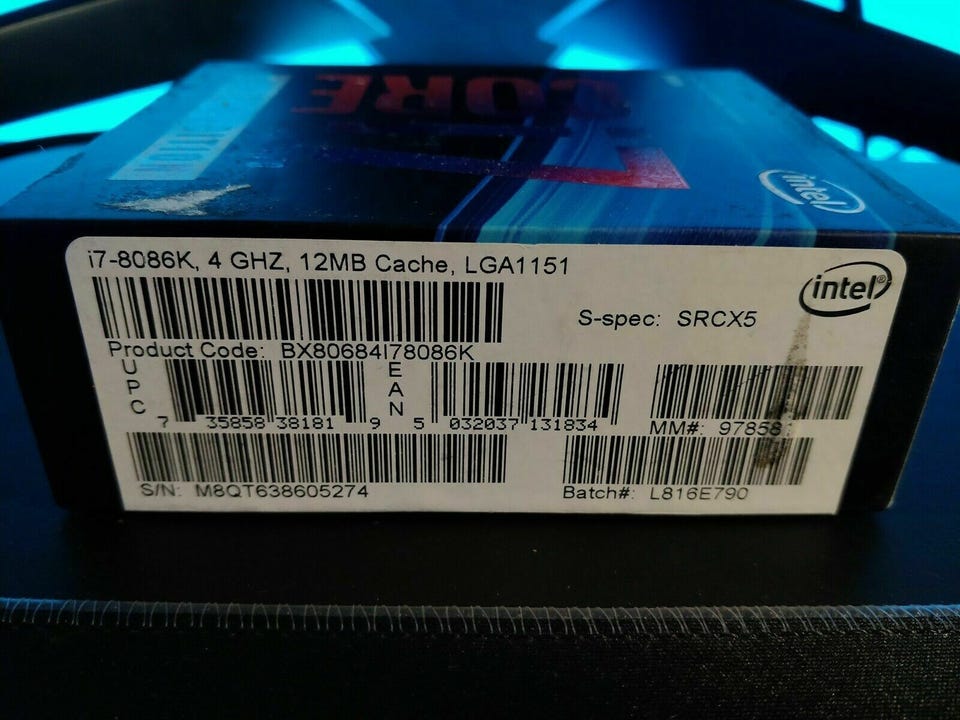 CORE
intel
i7-8086K, 4 GHZ, 12MB Cache, LGA1151
intel®
S-spec: SRCX5
Product Code: BX80684I78086K
UPC
7 35858 38181 9
EAN
5 032037 131834
MM#:
S/N: M8QT638605274
Batch#: L816E790